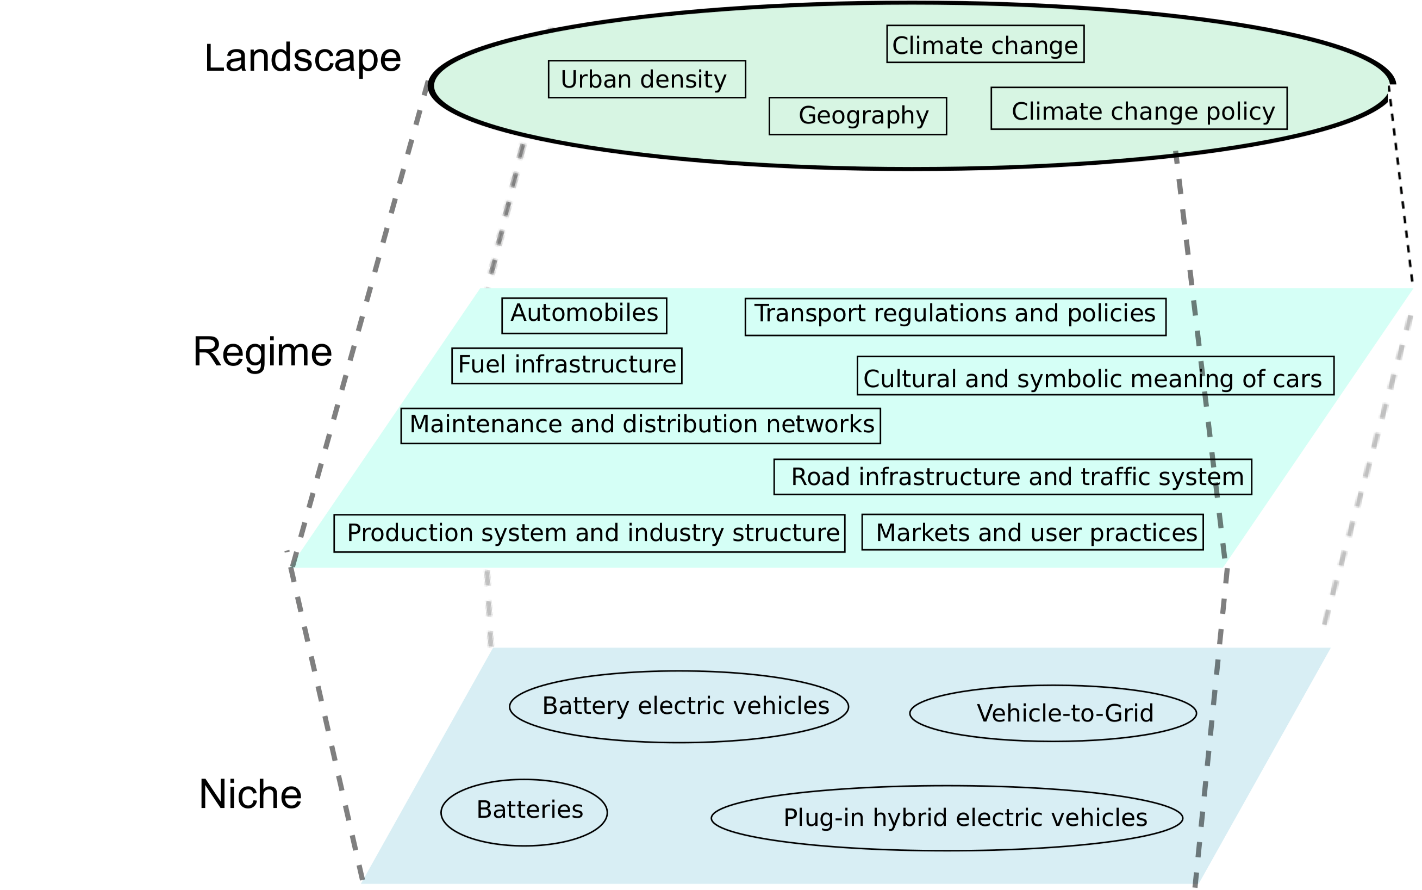 Landscape
Climate change
Urban density
Geography
Climate change policy
Regime
Automobiles
Transport regulations and policies
Fuel infrastructure
Cultural and symbolic meaning of cars
Maintenance and distribution networks
Road infrastructure and traffic system
Production system and industry structure
Markets and user practices
Niche
Battery electric vehicles
Vehicle-to-Grid
Batteries
Plug-in hybrid electric vehicles